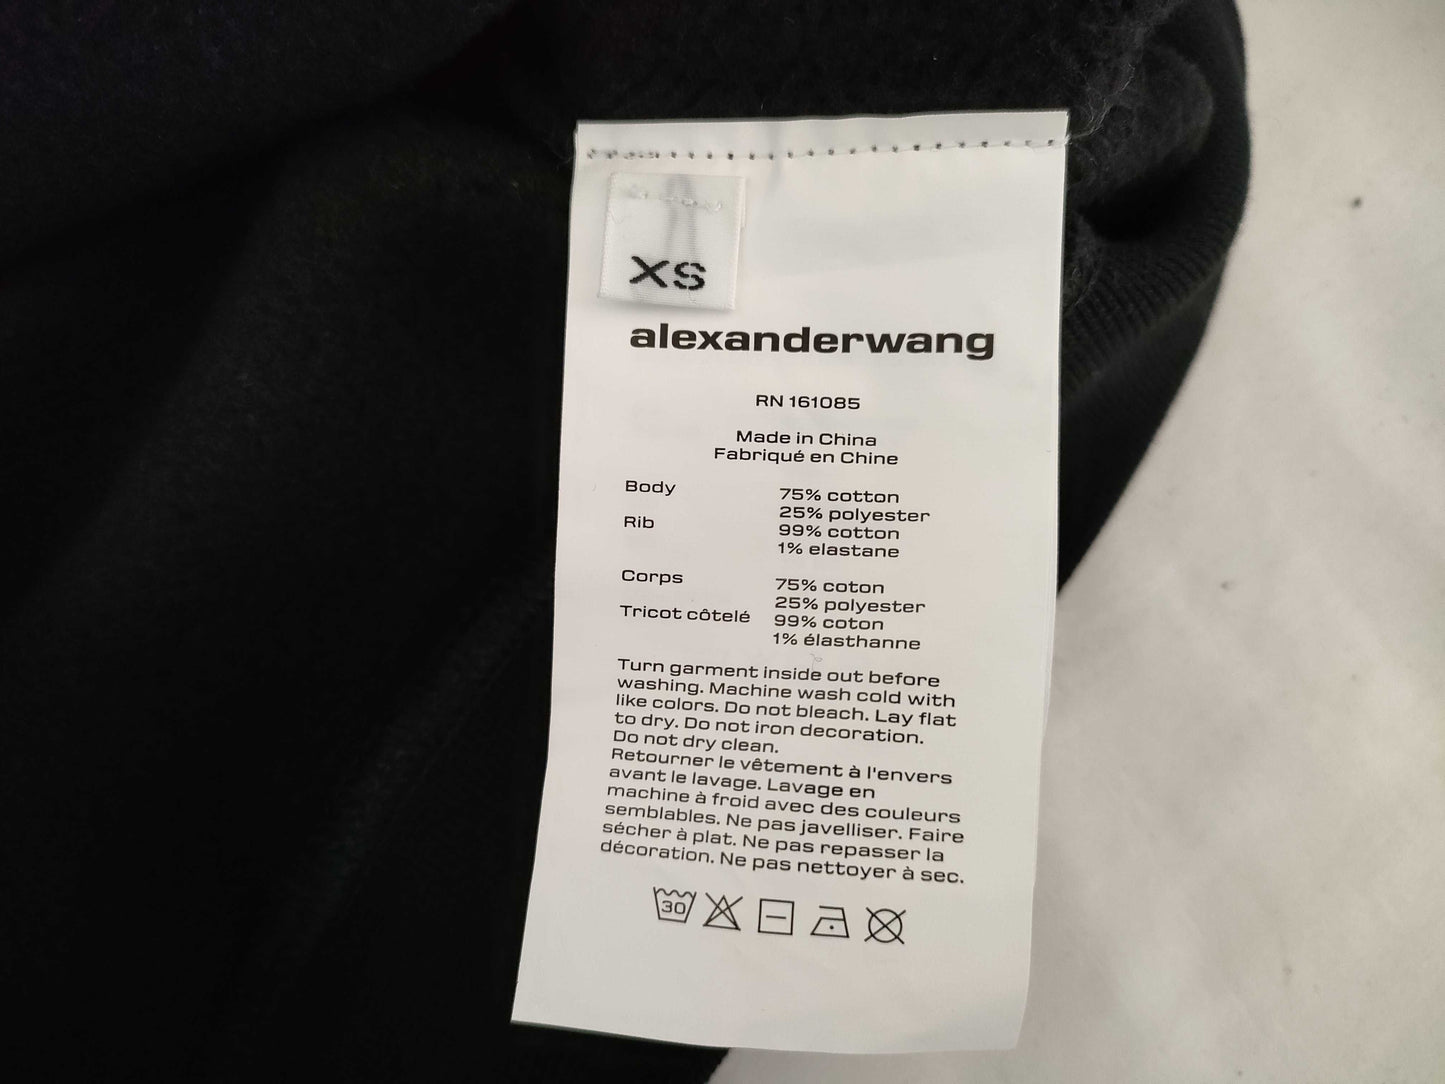 XS
alexanderwang
RN 161085
Made in China
Fabriqué en Chine
Body 75% cotton
25% polyester
Rib 99% cotton
1% elastane
Corps 75% coton
25% polyester
Tricot côtelé 99% coton
1% élasthanne
Turn garment inside out before
washing. Machine wash cold with
like colors. Do not bleach. Lay flat
to dry. Do not iron decoration.
Do not dry clean.
Retourner le vêtement à l'envers
avant le lavage. Lavage en
machine à froid avec des couleurs
semblables. Ne pas javelliser. Faire
sécher à plat. Ne pas repasser la
décoration. Ne pas nettoyer à sec.
30